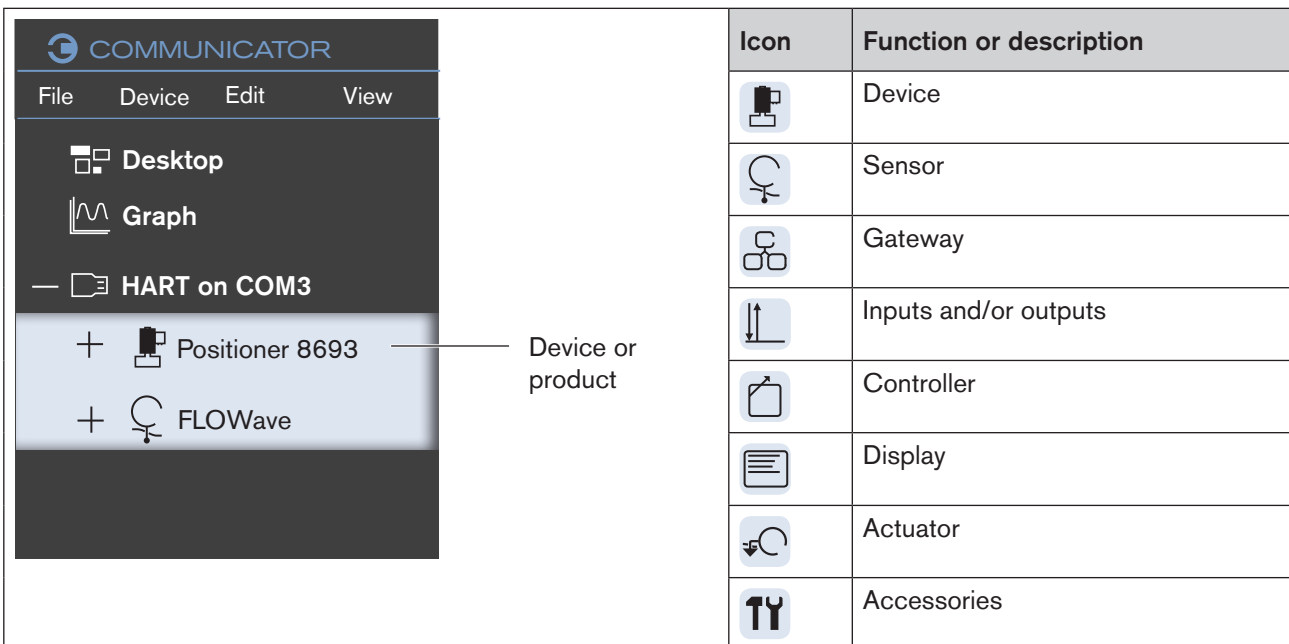 COMMUNICATOR
File Device Edit View
Desktop
Graph
HART on COM3
Positioner 8693
FLOWave
Device or
product
Icon Function or description
Device
Sensor
Gateway
Inputs and/or outputs
Controller
Display
Actuator
Accessories